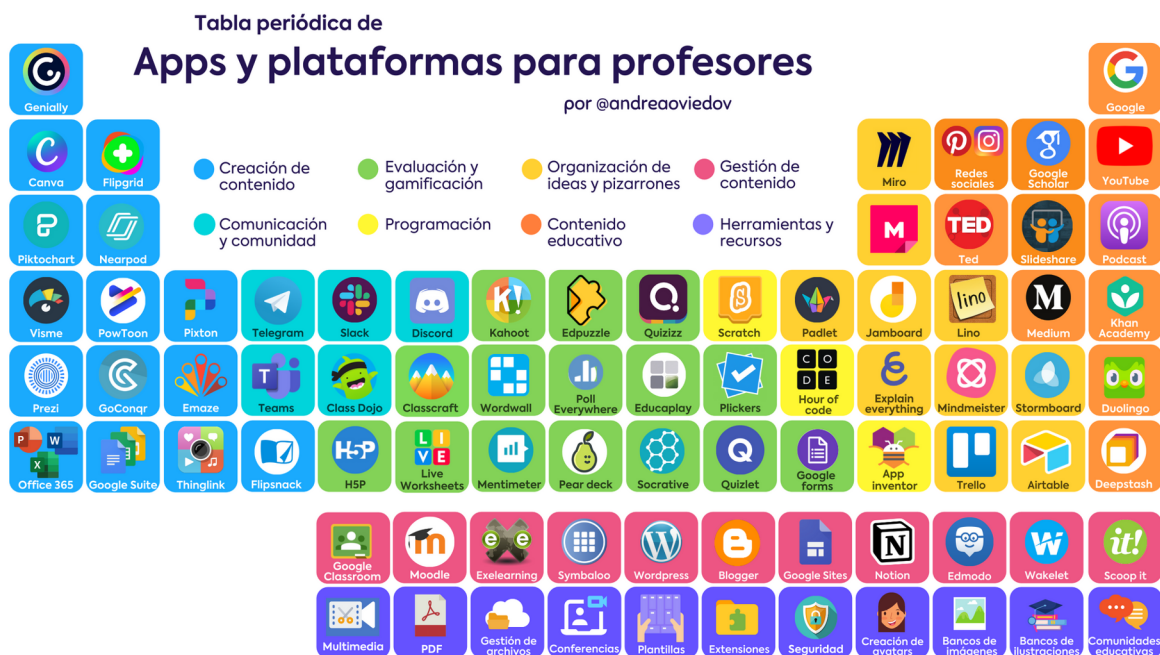 Tabla periódica de
Apps y plataformas para profesores
por @andreaoviedov
Genially
Google
Canva
Flipgrid
Creación de
contenido
Evaluación y
gamificación
Organización de
ideas y pizarrones
Gestión de
contenido
Miro
Redes
sociales
Google
Scholar
YouTube
Comunicación
y comunidad
Programación
Contenido
educativo
Herramientas y
recursos
Piktochart
Nearpod
M
TED
Ted
Slideshare
Podcast
Visme
PowToon
Pixton
Telegram
Slack
Discord
K!
Kahoot
Edpuzzle
Quizizz
S
Scratch
Padlet
Jamboard
lino
Lino
M
Medium
Khan
Academy
Prezi
GoConqr
Emaze
T
Teams
Class Dojo
Classcraft
Wordwall
Poll
Everywhere
Educaplay
Plickers
CODE
Hour of
code
Explain
everything
Mindmeister
Stormboard
Duolingo
P W X
Office 365
Google Suite
Thinglink
Flipsnack
H5P
H5P
LIVE
Live
Worksheets
Mentimeter
Pear deck
Socrative
Q
Quizlet
Google
forms
App
inventor
Trello
Airtable
Deepstash
Google
Classroom
m
Moodle
e X e
Exelearning
Symbaloo
W
Wordpress
B
Blogger
Google Sites
N
Notion
Edmodo
W
Wakelet
it!
Scoop it
Multimedia
PDF
Gestión de
archivos
Conferencias
Plantillas
Extensiones
Seguridad
Creación de
avatars
Bancos de
imágenes
Bancos de
ilustraciones
Comunidades
educativas